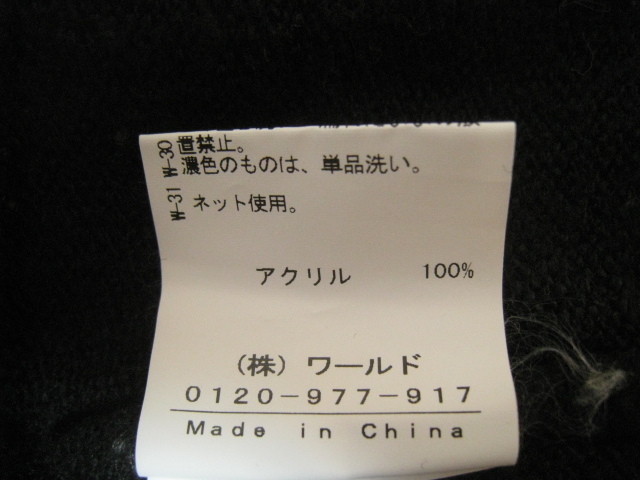 置禁止。
W-30 濃色のものは、単品洗い。
W-31 ネット使用。
アクリル 100%
（株）ワールド
0120-977-917
Made in China